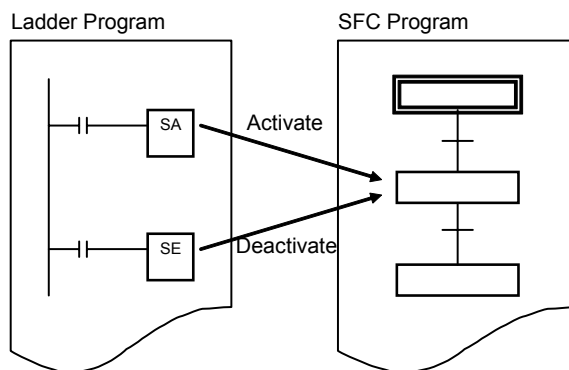 Ladder Program
SFC Program
SA
Activate
SE
Deactivate